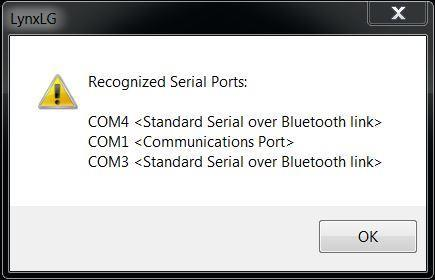 LynxLG
X
Recognized Serial Ports:
COM4 <Standard Serial over Bluetooth link>
COM1 <Communications Port>
COM3 <Standard Serial over Bluetooth link>
OK